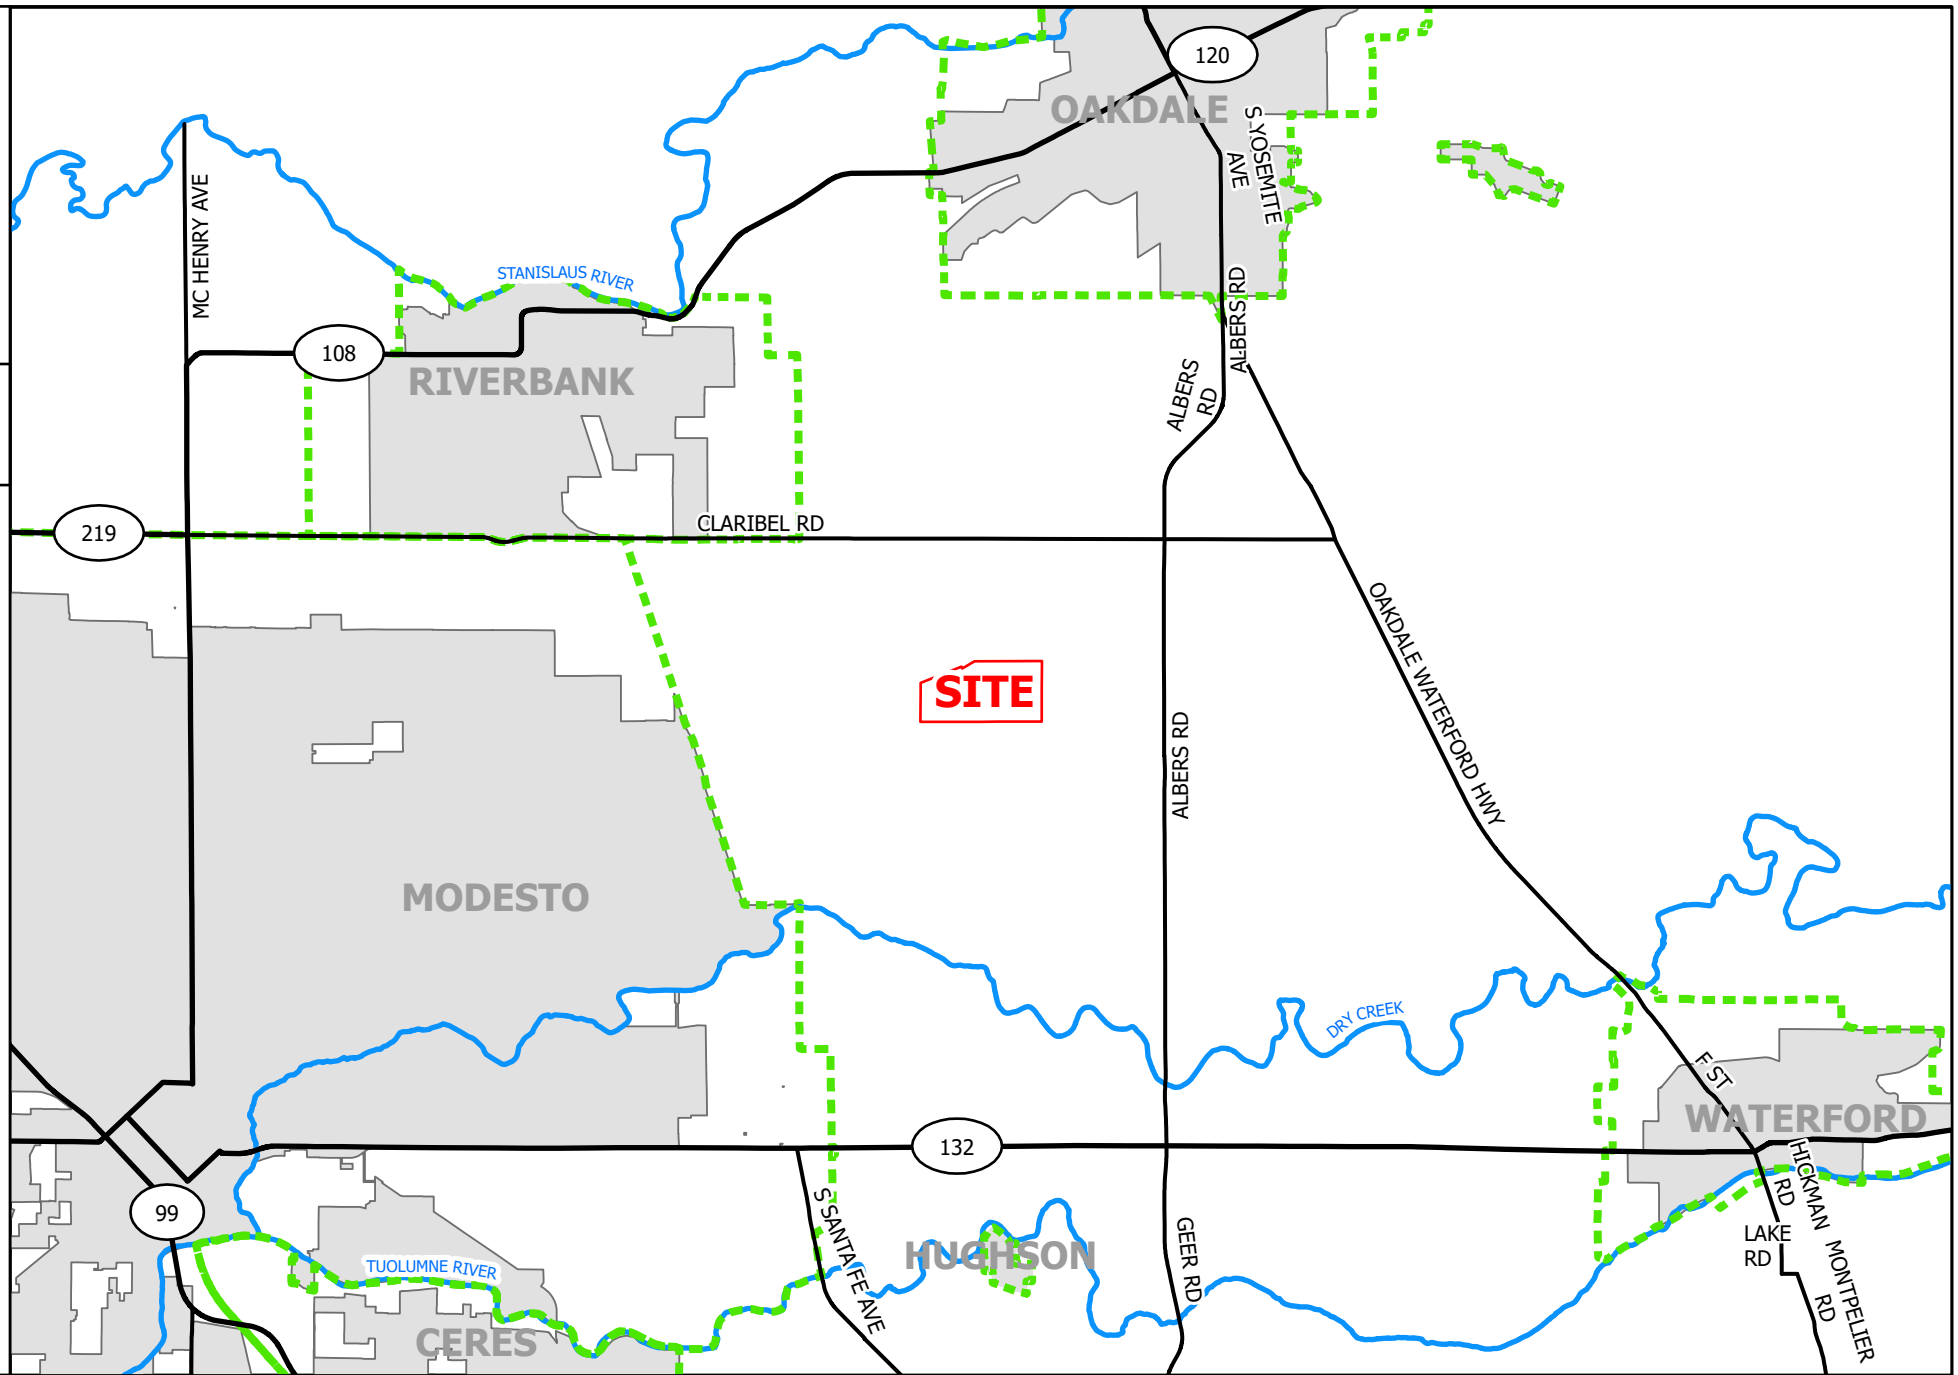 120
OAKDALE
S YOSEMITE
AVE
MC HENRY AVE
STANISLAUS RIVER
ALBERS RD
108
RIVERBANK
ALBERS
RD
219
CLARIBEL RD
OAKDALE WATERFORD HWY
SITE
ALBERS RD
MODESTO
DRY CREEK
F ST
WATERFORD
132
HICKMAN
RD
99
S SANTA FE AVE
HUGHSON
GEER RD
LAKE
RD
MONTPELIER
RD
TUOLUMNE RIVER
CERES